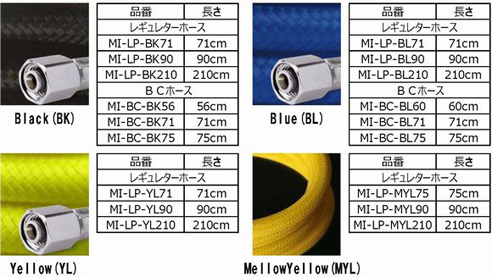 品番 長さ
レギュレターホース
MI-LP-BK71 71cm
MI-LP-BK90 90cm
MI-LP-BK210 210cm
ＢＣホース
MI-BC-BK56 56cm
MI-BC-BK71 71cm
MI-BC-BK75 75cm
Black(BK)
品番 長さ
レギュレターホース
MI-LP-BL71 71cm
MI-LP-BL90 90cm
MI-LP-BL210 210cm
ＢＣホース
MI-BC-BL60 60cm
MI-BC-BL71 71cm
MI-BC-BL75 75cm
Blue(BL)
品番 長さ
レギュレターホース
MI-LP-YL71 71cm
MI-LP-YL90 90cm
MI-LP-YL210 210cm
Yellow(YL)
品番 長さ
レギュレターホース
MI-LP-MYL75 75cm
MI-LP-MYL90 90cm
MI-LP-MYL210 210cm
MellowYellow(MYL)